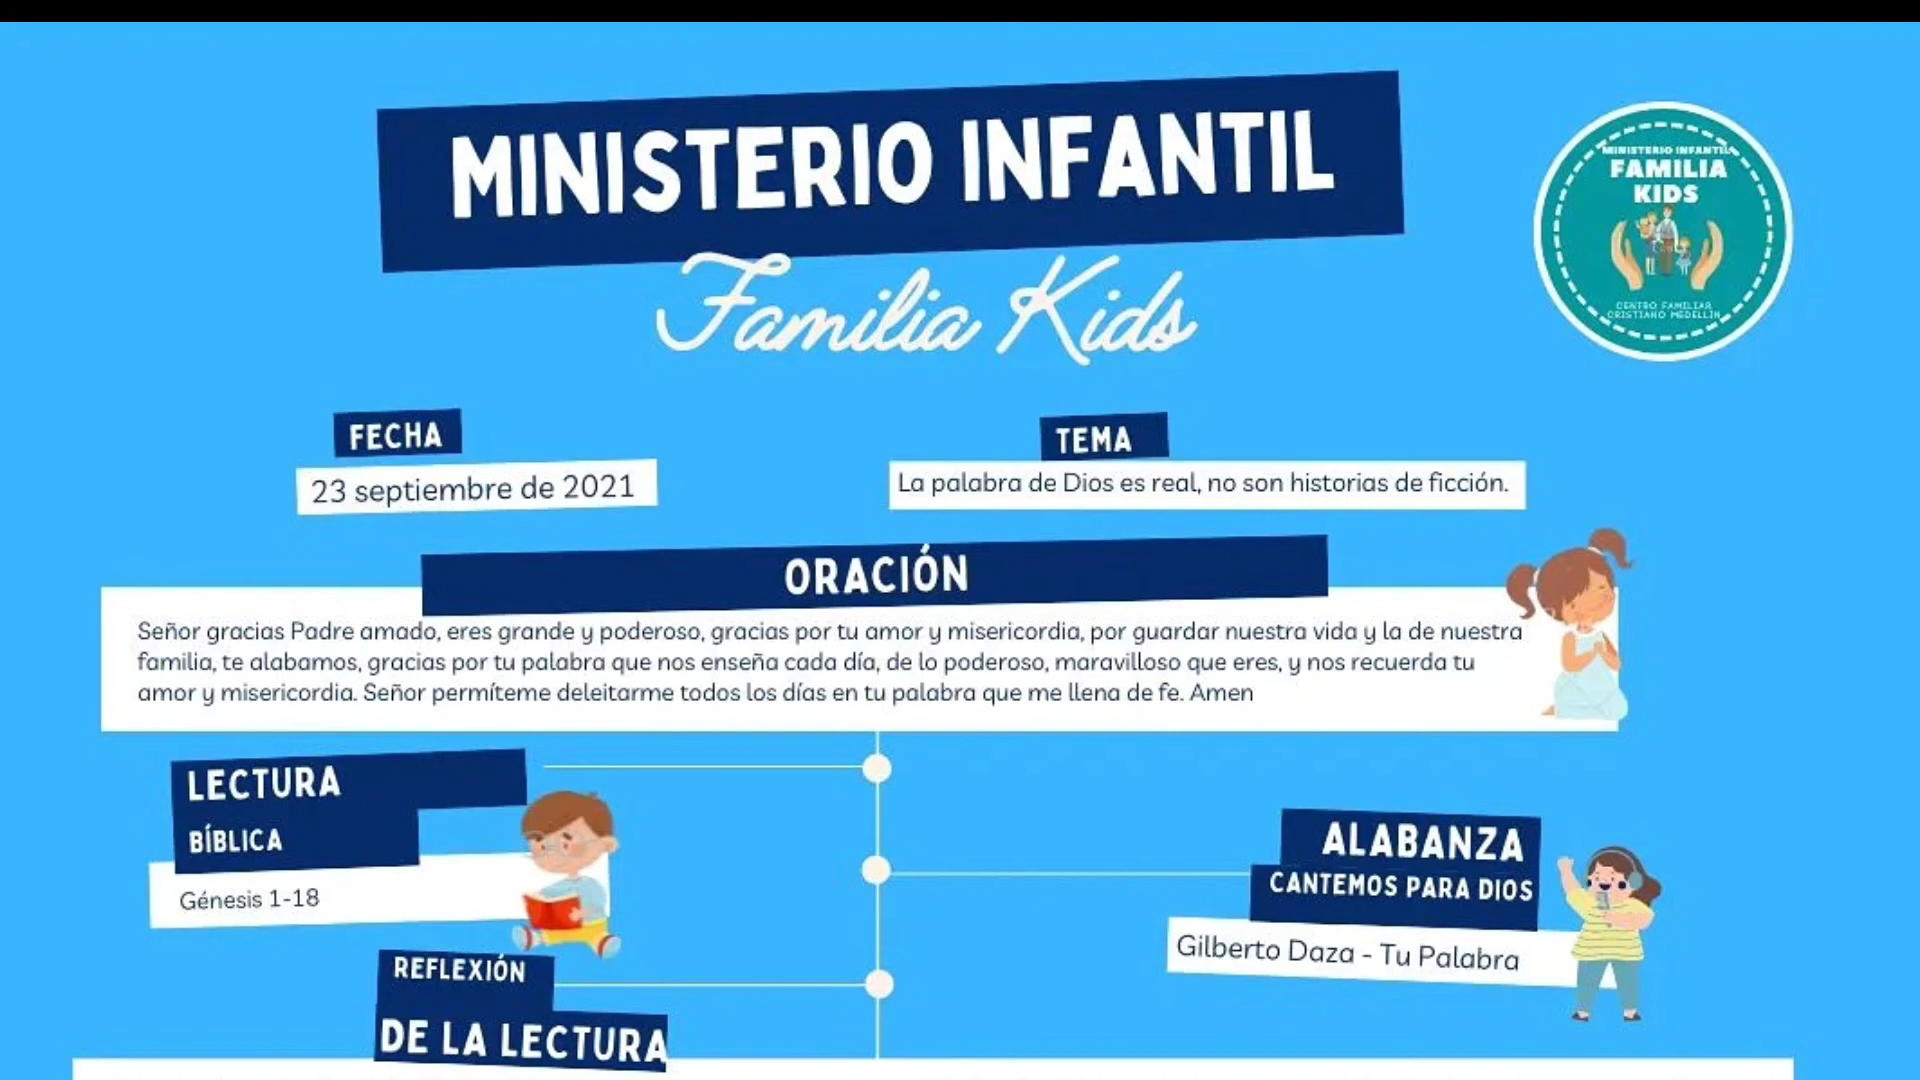 MINISTERIO INFANTIL
Familia Kids
MINISTERIO INFANTIL
FAMILIA
KIDS
CENTRO FAMILIAR
CRISTIANO MEDELLIN
FECHA
23 septiembre de 2021
TEMA
La palabra de Dios es real, no son historias de ficción.
ORACIÓN
Señor gracias Padre amado, eres grande y poderoso, gracias por tu amor y misericordia, por guardar nuestra vida y la de nuestra
familia, te alabamos, gracias por tu palabra que nos enseña cada día, de lo poderoso, maravilloso que eres, y nos recuerda tu
amor y misericordia. Señor permíteme deleitarme todos los días en tu palabra que me llena de fe. Amen
LECTURA
BÍBLICA
Génesis 1-18
ALABANZA
CANTEMOS PARA DIOS
Gilberto Daza - Tu Palabra
REFLEXIÓN
DE LA LECTURA